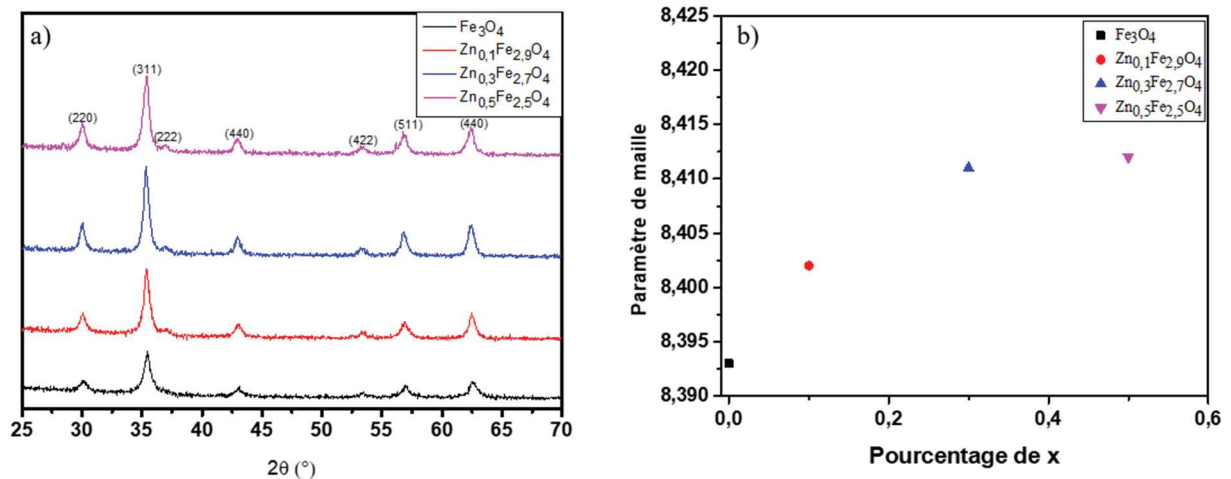 a)
Fe3O4
Zn0,1Fe2,9O4
Zn0,3Fe2,7O4
Zn0,5Fe2,5O4
(220)
(311)
(222)
(440)
(422)
(511)
(440)
25 30 35 40 45 50 55 60 65 70
2θ (°)
b)
Fe3O4
Zn0,1Fe2,9O4
Zn0,3Fe2,7O4
Zn0,5Fe2,5O4
8,425
8,420
8,415
8,410
8,405
8,400
8,395
8,390
Paramètre de maille
0,0 0,2 0,4 0,6
Pourcentage de x